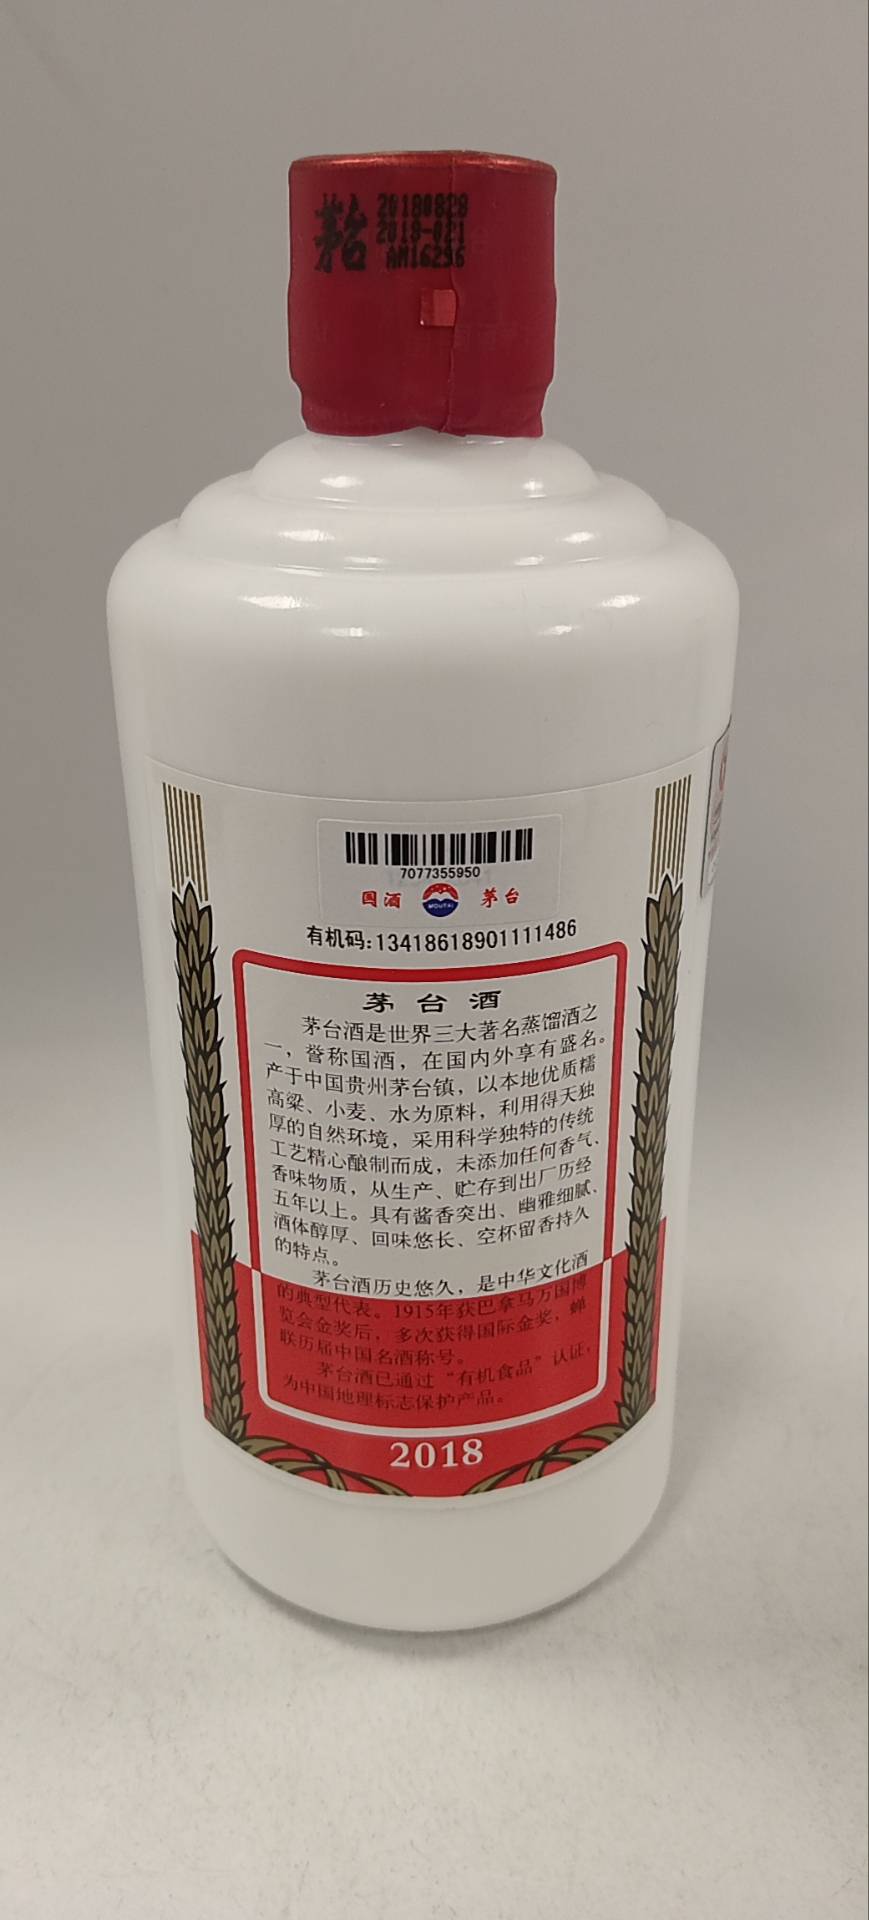 茅台
20180828
2018-021
AM16296
7077355950
国酒 MOUTAI 茅台
有机码:13418618901111486
茅台酒
茅台酒是世界三大著名蒸馏酒之
一，誉称国酒，在国内外享有盛名。
产于中国贵州茅台镇，以本地优质糯
高粱、小麦、水为原料，利用得天独
厚的自然环境，采用科学独特的传统
工艺精心酿制而成，未添加任何香气、
香味物质，从生产、贮存到出厂历经
五年以上。具有酱香突出、幽雅细腻、
酒体醇厚、回味悠长、空杯留香持久
的特点。
茅台酒历史悠久，是中华文化酒
的典型代表。1915年获巴拿马万国博
览会金奖后，多次获得国际金奖，蝉
联历届中国名酒称号。
茅台酒已通过“有机食品”认证，
为中国地理标志保护产品。
2018